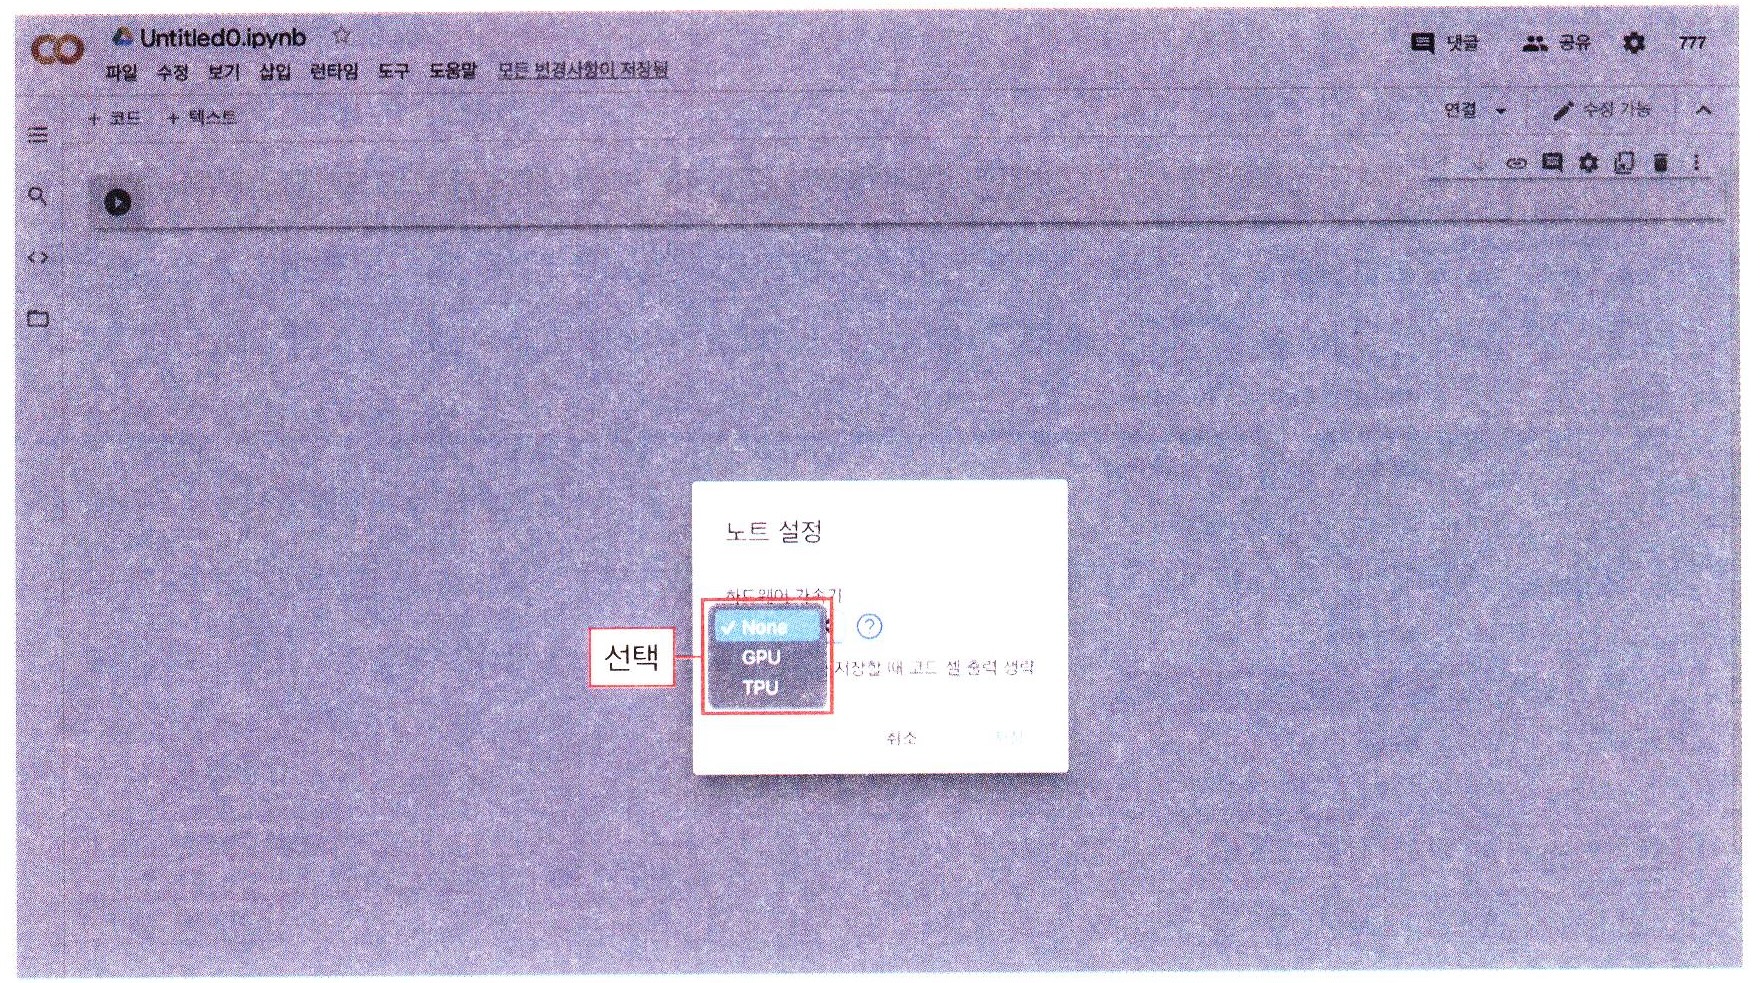 CO
Untitled0.ipynb
댓글 공유 777
파일 수정 보기 삽입 런타임 도구 도움말 모든 변경사항이 저장됨
+ 코드 + 텍스트
연결 수정 가능
노트 설정
하드웨어 가속기
✓ None
?
선택
GPU
저장할 때 코드 셀 출력 생략
TPU
취소